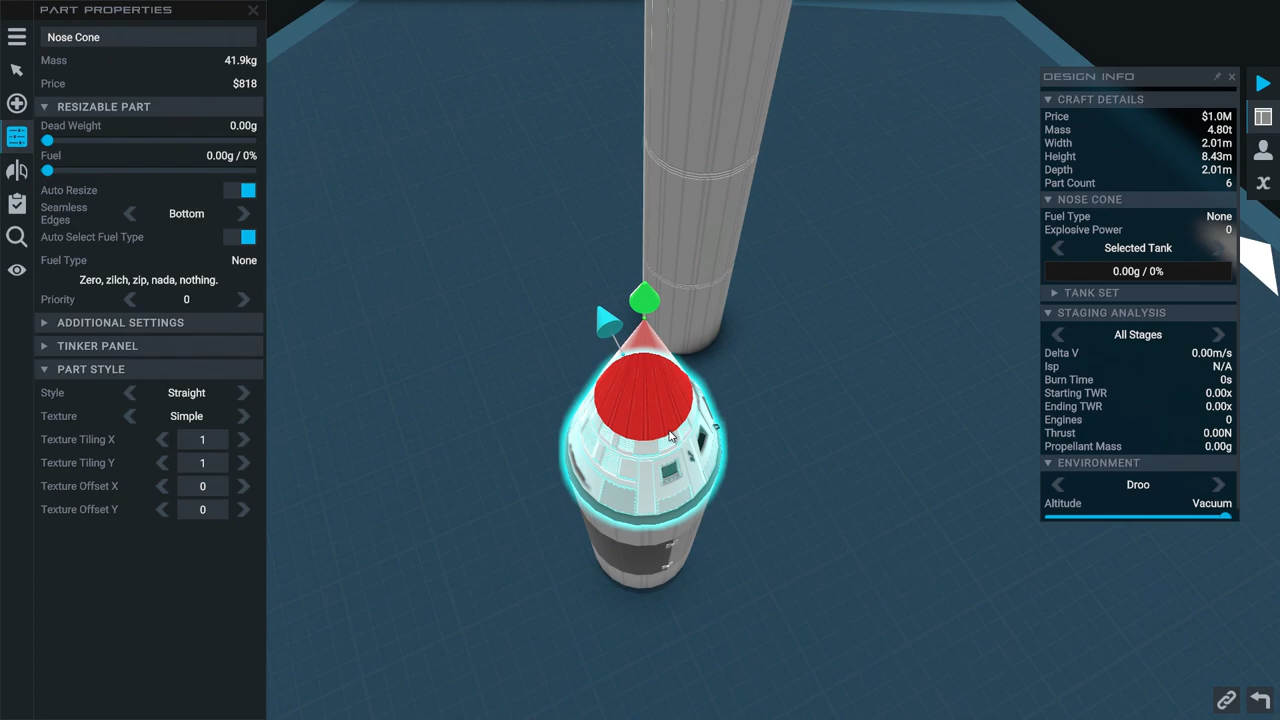 PART PROPERTIES
Nose Cone
Mass 41.9kg
Price $818
RESIZABLE PART
Dead Weight 0.00g
Fuel 0.00g / 0%
Auto Resize
Seamless Edges Bottom
Auto Select Fuel Type
Fuel Type None
Zero, zilch, zip, nada, nothing.
Priority 0
ADDITIONAL SETTINGS
TINKER PANEL
PART STYLE
Style Straight
Texture Simple
Texture Tiling X 1
Texture Tiling Y 1
Texture Offset X 0
Texture Offset Y 0
DESIGN INFO
CRAFT DETAILS
Price $1.0M
Mass 4.80t
Width 2.01m
Height 8.43m
Depth 2.01m
Part Count 6
NOSE CONE
Fuel Type None
Explosive Power 0
Selected Tank
0.00g / 0%
TANK SET
STAGING ANALYSIS
All Stages
Delta V 0.00m/s
Isp N/A
Burn Time 0s
Starting TWR 0.00x
Ending TWR 0.00x
Engines 0
Thrust 0.00N
Propellant Mass 0.00g
ENVIRONMENT
Droo
Altitude Vacuum